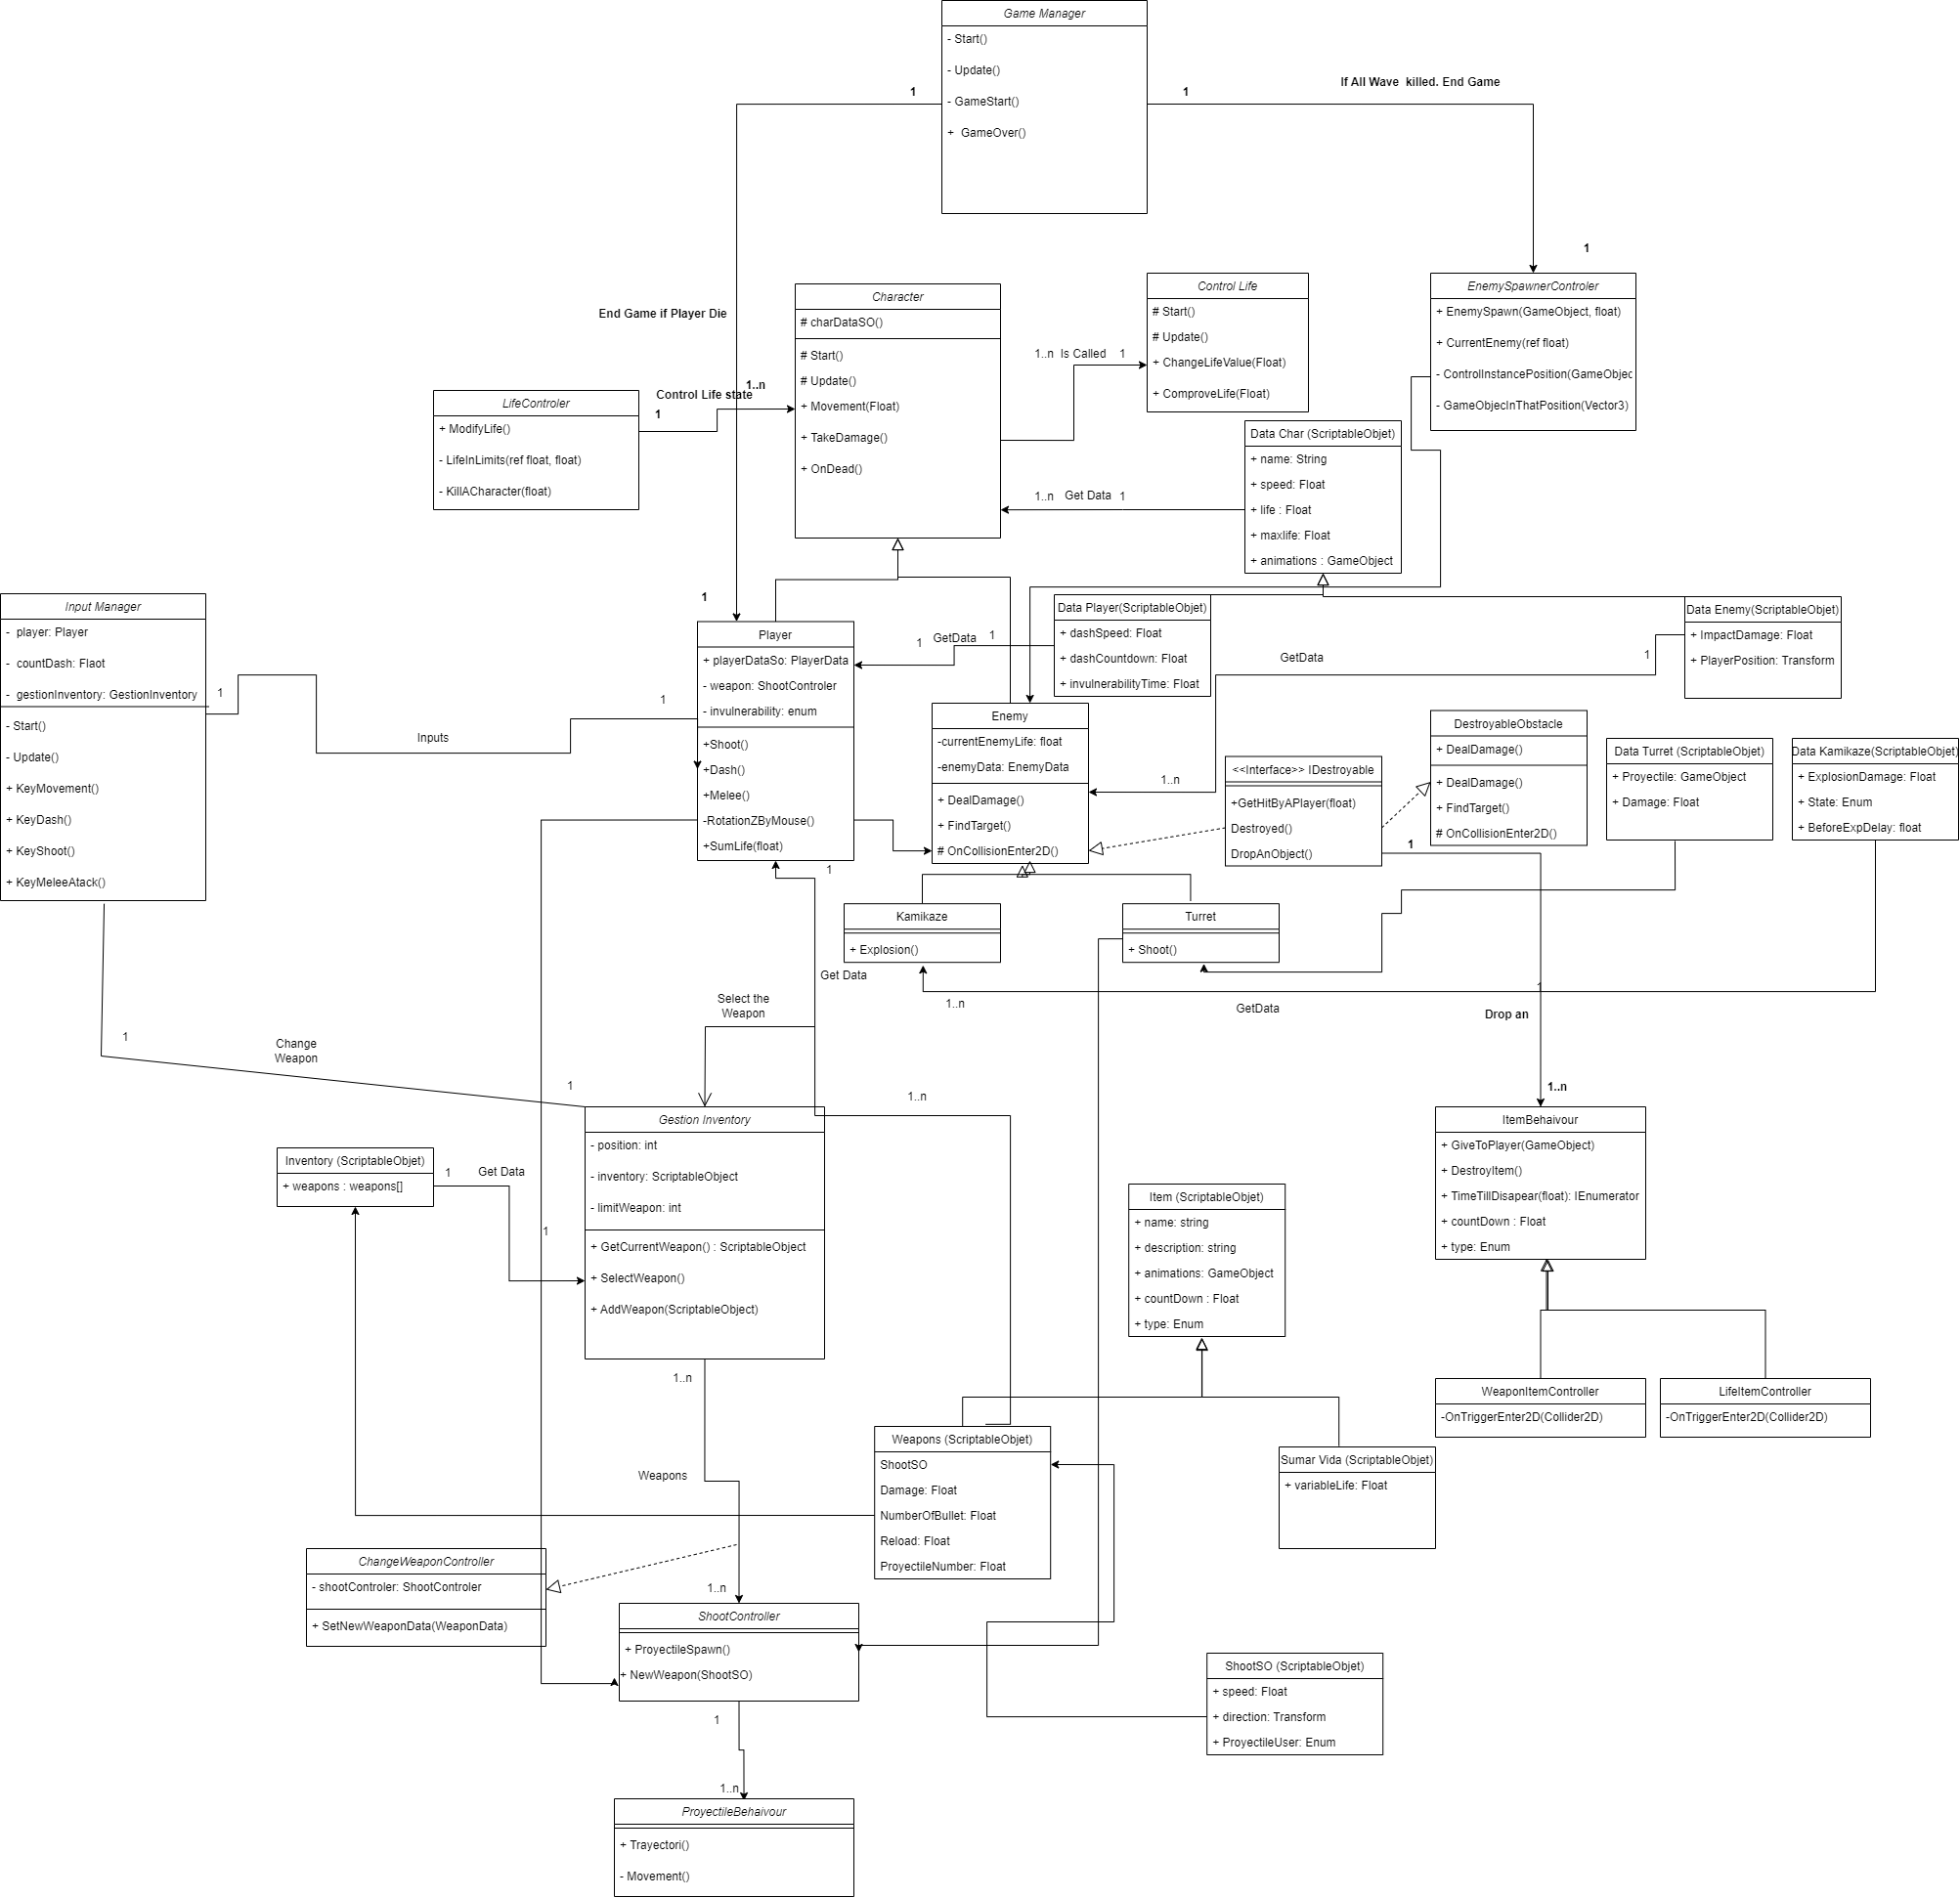 Game Manager
- Start()
- Update()
- GameStart()
+  GameOver()
1
1
If All Wave  killed. End Game
1
End Game if Player Die
1
Character
# charDataSO()
# Start()
# Update()
+ Movement(Float)
+ TakeDamage()
+ OnDead()
Control Life
# Start()
# Update()
+ ChangeLifeValue(Float)
+ ComproveLife(Float)
1..n  Is Called    1
EnemySpawnerControler
+ EnemySpawn(GameObject, float)
+ CurrentEnemy(ref float)
- ControlInstancePosition(GameObjec
- GameObjecInThatPosition(Vector3)
LifeControler
+ ModifyLife()
- LifeInLimits(ref float, float)
- KillACharacter(float)
Control Life state
1
1..n
Data Char (ScriptableObjet)
+ name: String
+ speed: Float
+ life : Float
+ maxlife: Float
+ animations : GameObject
1..n   Get Data   1
Input Manager
-  player: Player
-  countDash: Flaot
-  gestionInventory: GestionInventory
- Start()
- Update()
+ KeyMovement()
+ KeyDash()
+ KeyShoot()
+ KeyMeleeAtack()
1
Inputs
1
Player
+ playerDataSo: PlayerData
- weapon: ShootControler
- invulnerability: enum
+Shoot()
+Dash()
+Melee()
-RotationZByMouse()
+SumLife(float)
1
GetData
1
Data Player(ScriptableObjet)
+ dashSpeed: Float
+ dashCountdown: Float
+ invulnerabilityTime: Float
Data Enemy(ScriptableObjet)
+ ImpactDamage: Float
+ PlayerPosition: Transform
GetData
1
1..n
Enemy
-currentEnemyLife: float
-enemyData: EnemyData
+ DealDamage()
+ FindTarget()
# OnCollisionEnter2D()
<<Interface>> IDestroyable
+GetHitByAPlayer(float)
Destroyed()
DropAnObject()
DestroyableObstacle
+ DealDamage()
+ DealDamage()
+ FindTarget()
# OnCollisionEnter2D()
Data Turret (ScriptableObjet)
+ Proyectile: GameObject
+ Damage: Float
Data Kamikaze(ScriptableObjet)
+ ExplosionDamage: Float
+ State: Enum
+ BeforeExpDelay: float
1
Kamikaze
+ Explosion()
Turret
+ Shoot()
1
Get Data
1..n
GetData
1
Drop an
1..n
Select the
Weapon
1
Change
Weapon
1
1..n
Gestion Inventory
- position: int
- inventory: ScriptableObject
- limitWeapon: int
+ GetCurrentWeapon() : ScriptableObject
+ SelectWeapon()
+ AddWeapon(ScriptableObject)
Inventory (ScriptableObjet)
+ weapons : weapons[]
1
Get Data
1
ItemBehaivour
+ GiveToPlayer(GameObject)
+ DestroyItem()
+ TimeTillDisapear(float): IEnumerator
+ countDown : Float
+ type: Enum
Item (ScriptableObjet)
+ name: string
+ description: string
+ animations: GameObject
+ countDown : Float
+ type: Enum
WeaponItemController
-OnTriggerEnter2D(Collider2D)
LifeItemController
-OnTriggerEnter2D(Collider2D)
1..n
Weapons
1..n
Weapons (ScriptableObjet)
ShootSO
Damage: Float
NumberOfBullet: Float
Reload: Float
ProyectileNumber: Float
Sumar Vida (ScriptableObjet)
+ variableLife: Float
ChangeWeaponController
- shootControler: ShootControler
+ SetNewWeaponData(WeaponData)
ShootController
+ ProyectileSpawn()
+ NewWeapon(ShootSO)
ShootSO (ScriptableObjet)
+ speed: Float
+ direction: Transform
+ ProyectileUser: Enum
1
1..n
ProyectileBehaivour
+ Trayectori()
- Movement()